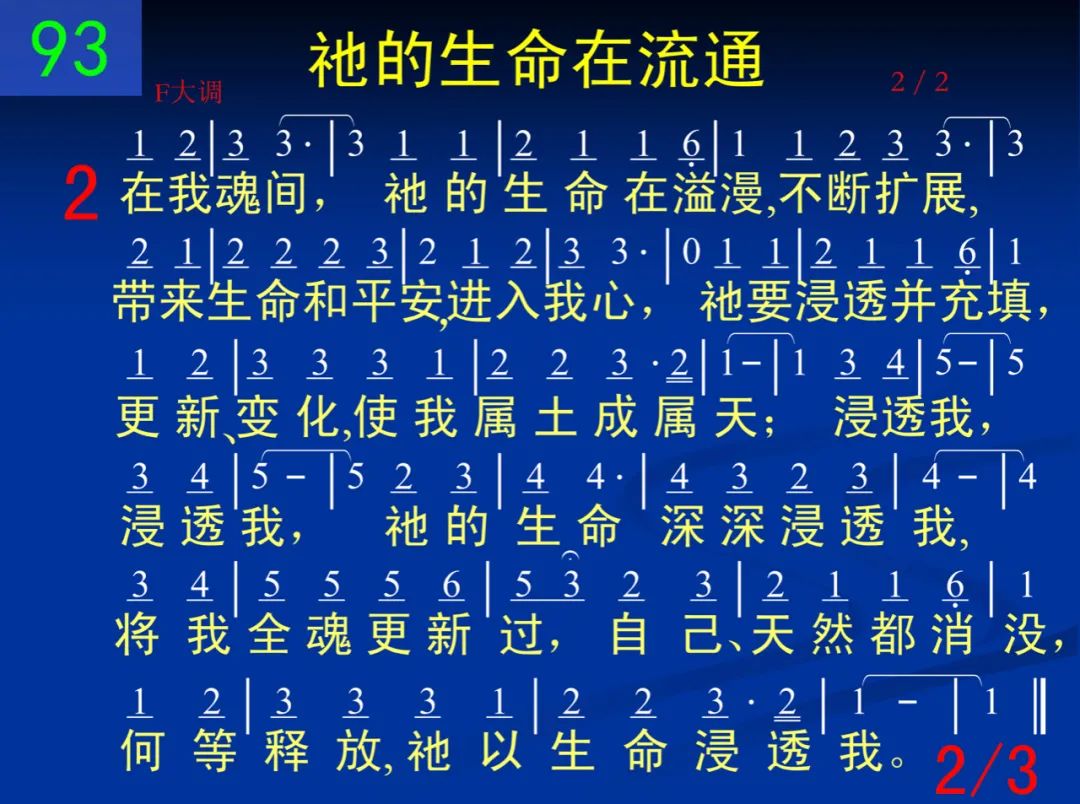 93
祂的生命在流通
F大调
2 / 2
1 2|3 3·|3 1 1|2 1 1 6̣|1 1 2 3 3·|3
2
在我魂间， 祂的生命在溢漫,不断扩展,
2 1|2 2 2 3|2 1 2|3 3·|0 1 1|2 1 1 6̣|1
带来生命和平安,进入我心， 祂要浸透并充填，
1 2|3 3 3 1|2 2 3·2|1-|1 3 4|5-|5
更新、变化,使我属土成属天； 浸透我，
3 4|5 -|5 2 3|4 4·|4 3 2 3|4 -|4
浸透我， 祂的生命深深浸透我,
3 4|5 5 5 6|5 3 2 3|2 1 1 6̣|1
将我全魂更新过，自己、天然都消没，
1 2|3 3 3 1|2 2 3·2|1 -|1‖
何等释放,祂以生命浸透我。
2/3